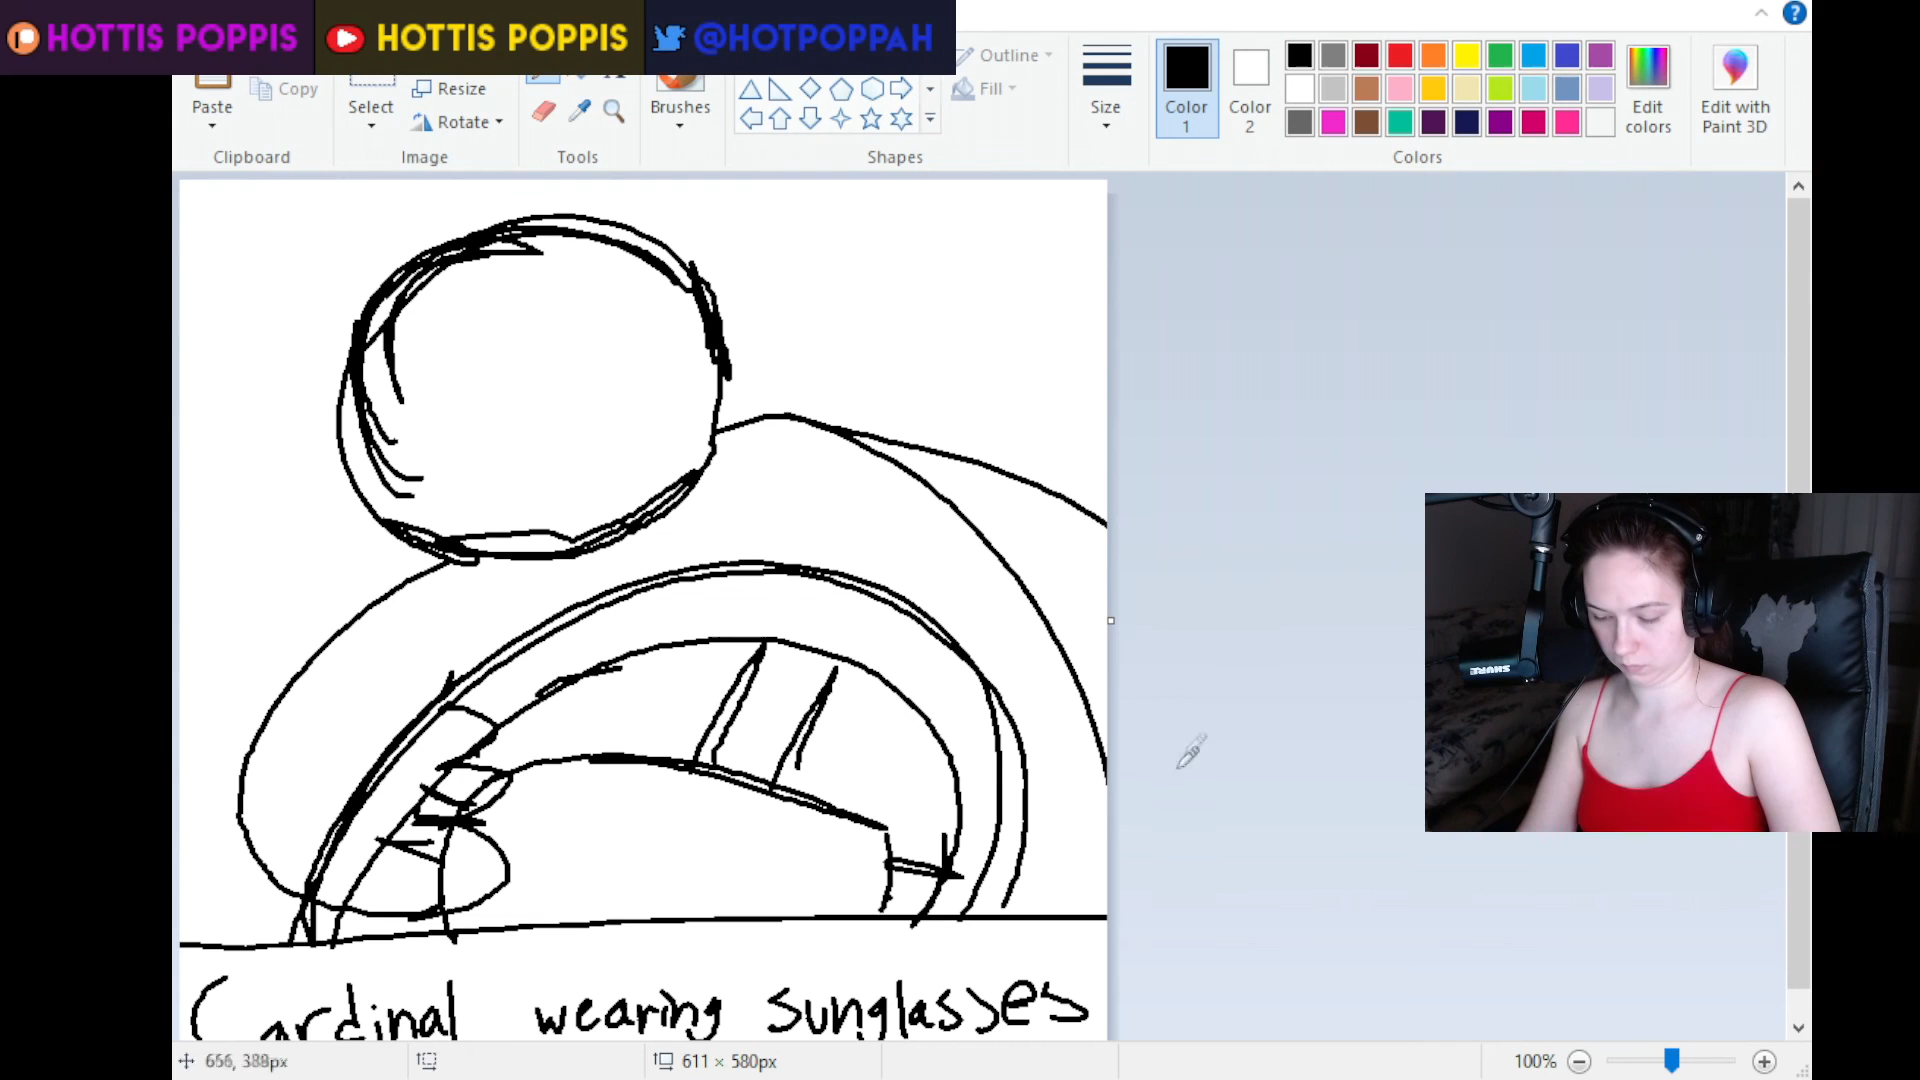 HOTTIS POPPIS HOTTIS POPPIS @HOTPOPPAH
Outline
Paste Copy Select Resize Rotate Brushes Fill Size Color 1 Color 2 Edit colors Edit with Paint 3D
Clipboard Image Tools Shapes Colors
SHURE
Cardinal wearing sunglasses
656, 388px 611 × 580px 100%